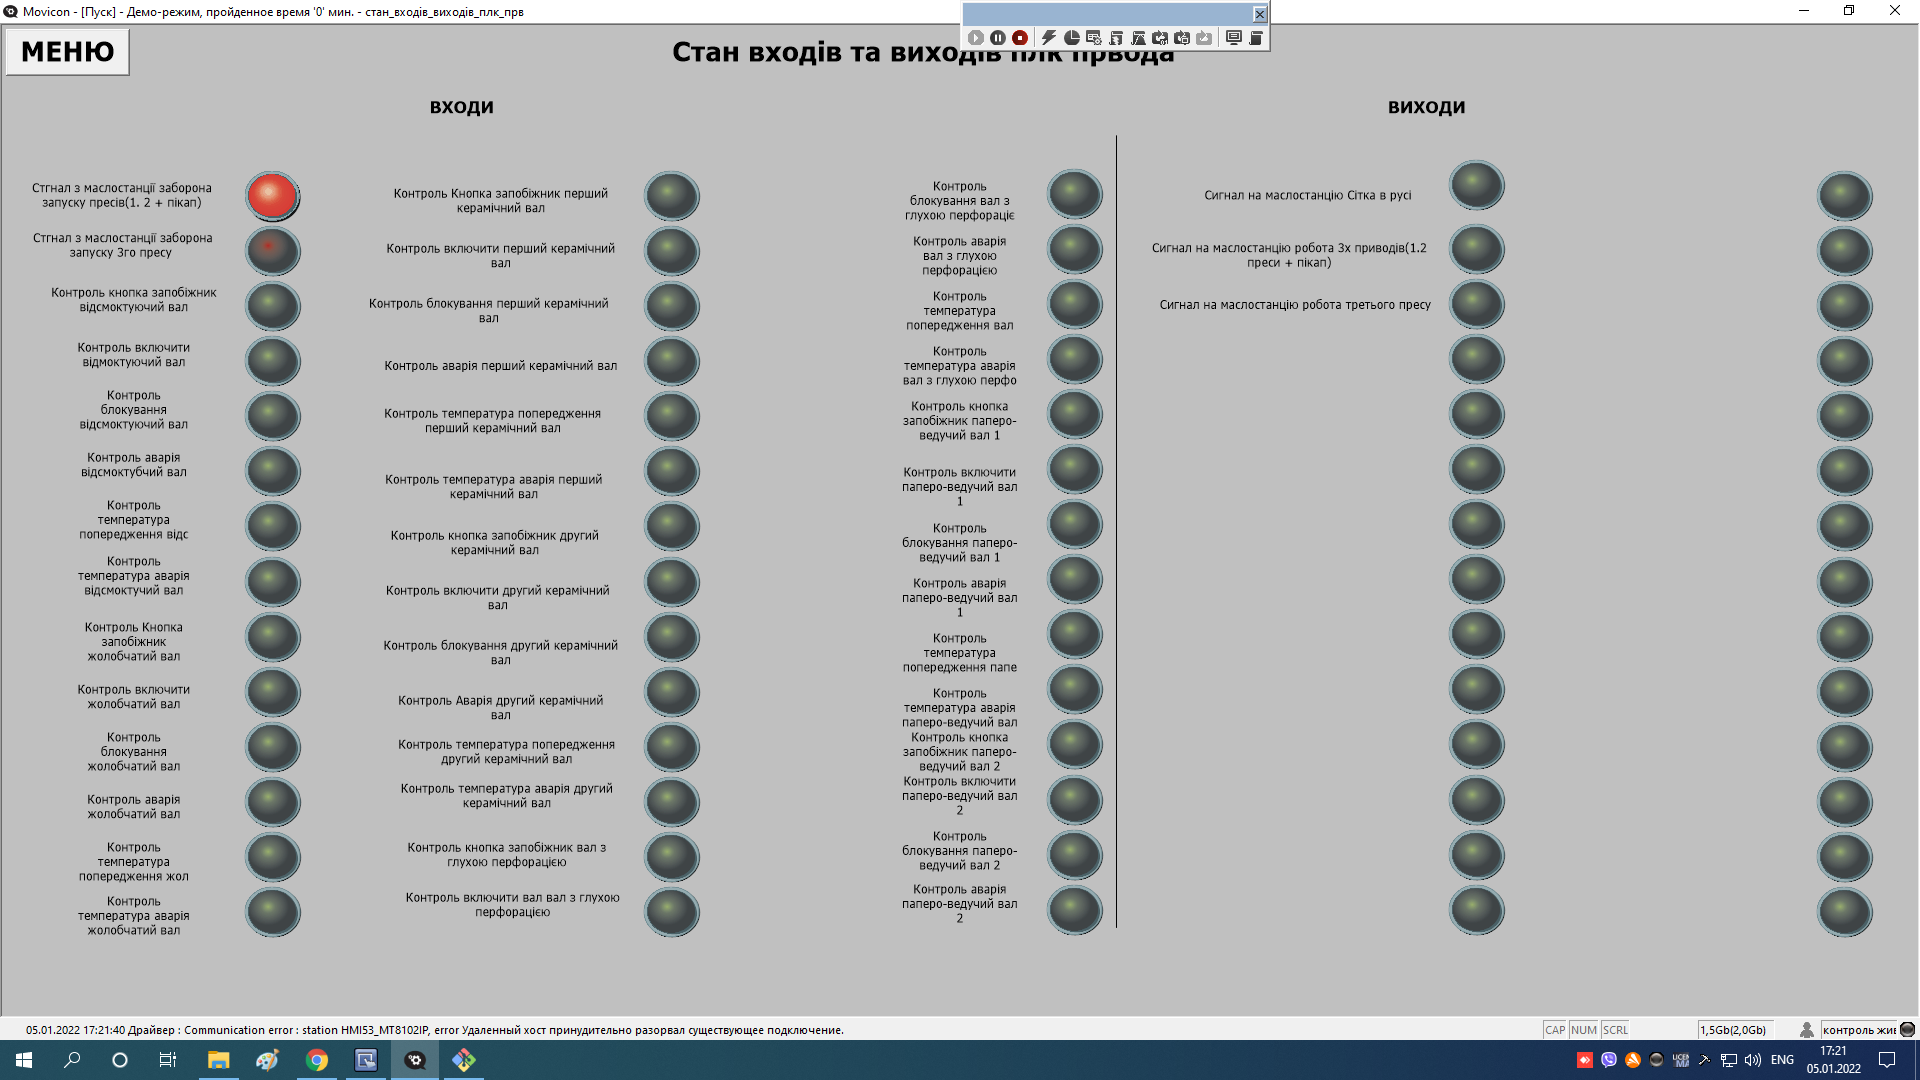 Movicon - [Пуск] - Демо-режим, пройденное время '0' мин. - стан_входів_виходів_плк_прв
МЕНЮ
Стан входів та виходів плк првода
ВХОДИ
ВИХОДИ
Стгнал з маслостанції заборона
запуску пресів(1. 2 + пікап)
Стгнал з маслостанції заборона
запуску 3го пресу
Контроль кнопка запобіжник
відсмоктуючий вал
Контроль включити
відмоктуючий вал
Контроль
блокування
відсмоктуючий вал
Контроль аварія
відсмоктубчий вал
Контроль
температура
попередження відс
Контроль
температура аварія
відсмоктучий вал
Контроль Кнопка
запобіжник
жолобчатий вал
Контроль включити
жолобчатий вал
Контроль
блокування
жолобчатий вал
Контроль аварія
жолобчатий вал
Контроль
температура
попередження жол
Контроль
температура аварія
жолобчатий вал
Контроль Кнопка запобіжник перший
керамічний вал
Контроль включити перший керамічний
вал
Контроль блокування перший керамічний
вал
Контроль аварія перший керамічний вал
Контроль температура попередження
перший керамічний вал
Контроль температура аварія перший
керамічний вал
Контроль кнопка запобіжник другий
керамічний вал
Контроль включити другий керамічний
вал
Контроль блокування другий керамічний
вал
Контроль Аварія другий керамічний
вал
Контроль температура попередження
другий керамічний вал
Контроль температура аварія другий
керамічний вал
Контроль кнопка запобіжник вал з
глухою перфорацією
Контроль включити вал вал з глухою
перфорацією
Контроль
блокування вал з
глухою перфораціє
Контроль аварія
вал з глухою
перфорацією
Контроль
температура
попередження вал
Контроль
температура аварія
вал з глухою перфо
Контроль кнопка
запобіжник паперо-
ведучий вал 1
Контроль включити
паперо-ведучий вал
1
Контроль
блокування паперо-
ведучий вал 1
Контроль аварія
паперо-ведучий вал
1
Контроль
температура
попередження папе
Контроль
температура аварія
паперо-ведучий вал
Контроль кнопка
запобіжник паперо-
ведучий вал 2
Контроль включити
паперо-ведучий вал
2
Контроль
блокування паперо-
ведучий вал 2
Контроль аварія
паперо-ведучий вал
2
Сигнал на маслостанцію Сітка в русі
Сигнал на маслостанцію робота 3х приводів(1.2
преси + пікап)
Сигнал на маслостанцію робота третього пресу
05.01.2022 17:21:40 Драйвер : Communication error : station HMI53_MT8102IP, error Удаленный хост принудительно разорвал существующее подключение.
CAP NUM SCRL
1,5Gb(2,0Gb)
контроль жив
ENG
17:21
05.01.2022